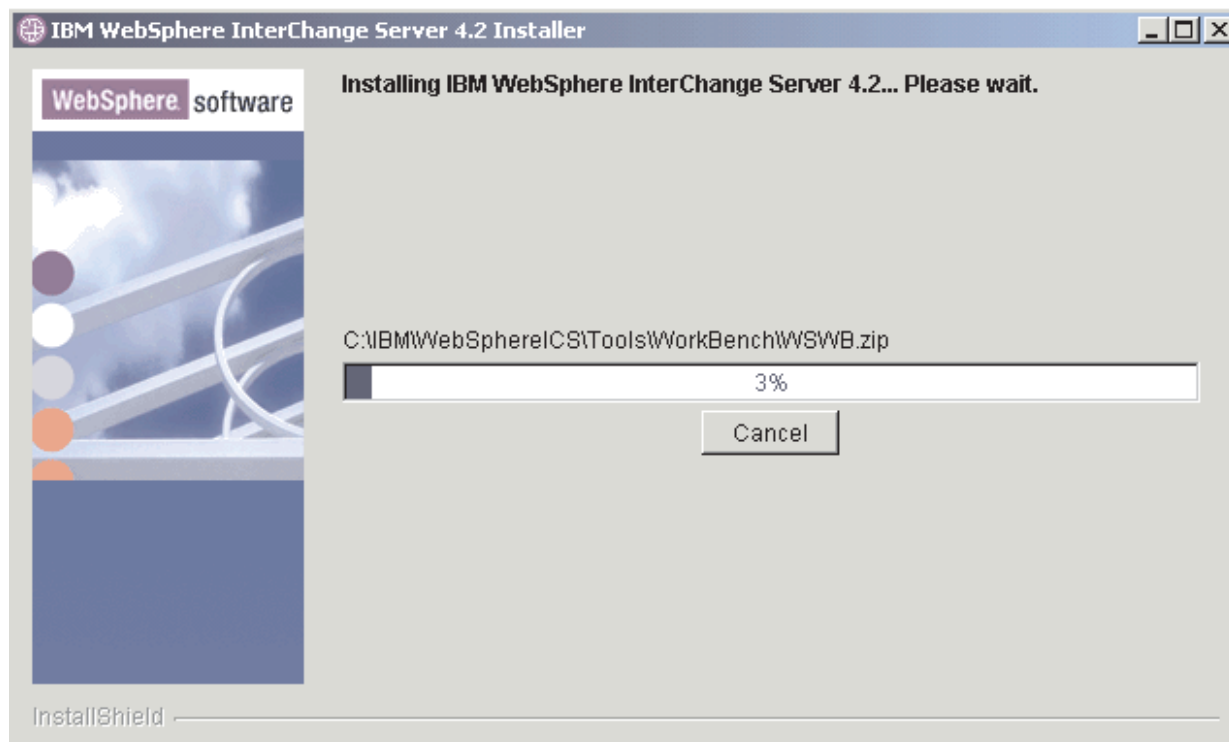 IBM WebSphere InterChange Server 4.2 Installer
WebSphere software
Installing IBM WebSphere InterChange Server 4.2... Please wait.
C:\IBM\WebSphereICS\Tools\WorkBench\WSWB.zip
3%
Cancel
InstallShield